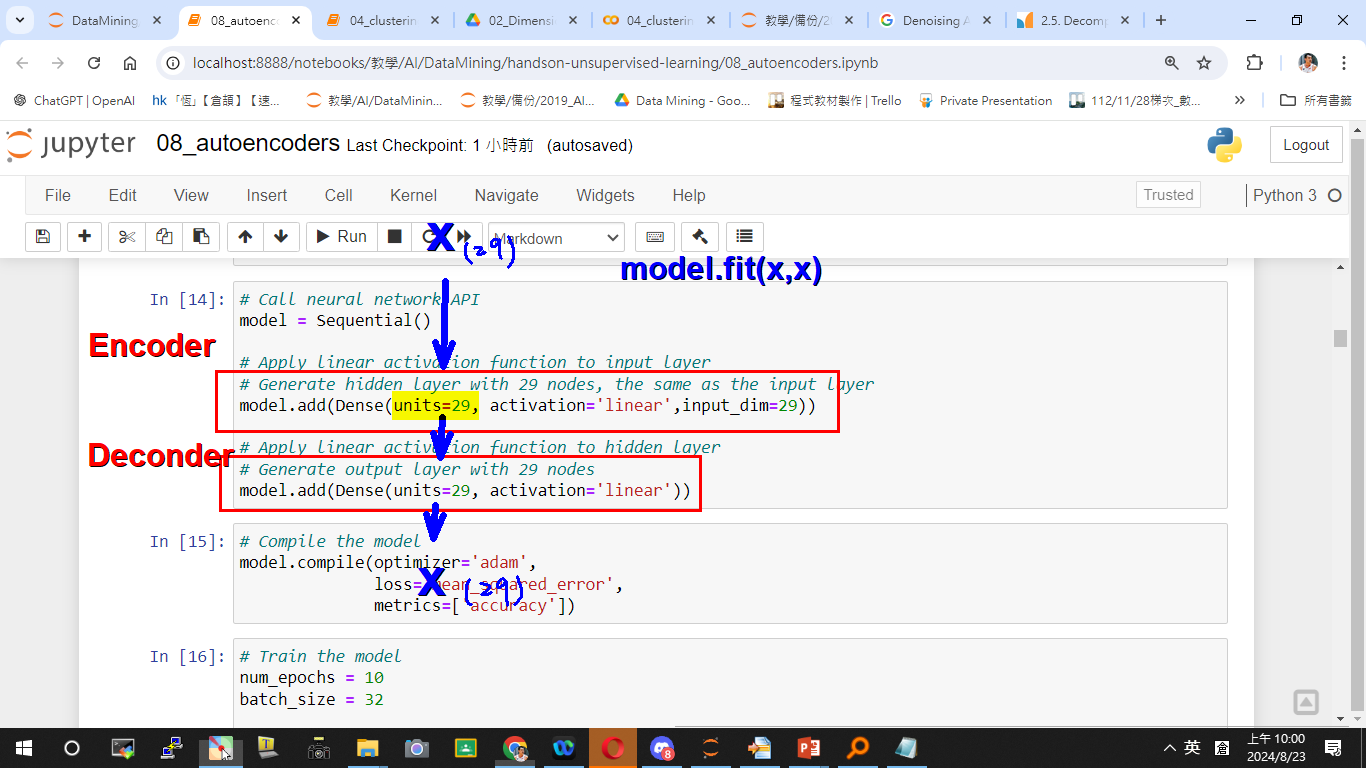 DataMining
08_autoenc
04_clusterin
02_Dimensi
04_clusterin
教學/備份/2
Denoising A
2.5. Decomp
localhost:8888/notebooks/教學/AI/DataMining/handson-unsupervised-learning/08_autoencoders.ipynb
ChatGPT | OpenAI
hk「恆」【倉頡】【速...
教學/AI/DataMinin...
教學/備份/2019_AI...
Data Mining - Goo...
程式教材製作 | Trello
Private Presentation
112/11/28梯次_數...
所有書籤
jupyter 08_autoencoders Last Checkpoint: 1 小時前 (autosaved)
Logout
File Edit View Insert Cell Kernel Navigate Widgets Help
Trusted
Python 3
Run
Markdown
X (29)
model.fit(x,x)
In [14]:
# Call neural network API
model = Sequential()
Encoder
# Apply linear activation function to input layer
# Generate hidden layer with 29 nodes, the same as the input layer
model.add(Dense(units=29, activation='linear',input_dim=29))
Deconder
# Apply linear activation function to hidden layer
# Generate output layer with 29 nodes
model.add(Dense(units=29, activation='linear'))
In [15]:
# Compile the model
model.compile(optimizer='adam',
loss='mean_squared_error',
X (29)
metrics=['accuracy'])
In [16]:
# Train the model
num_epochs = 10
batch_size = 32
8
英
上午 10:00
2024/8/23